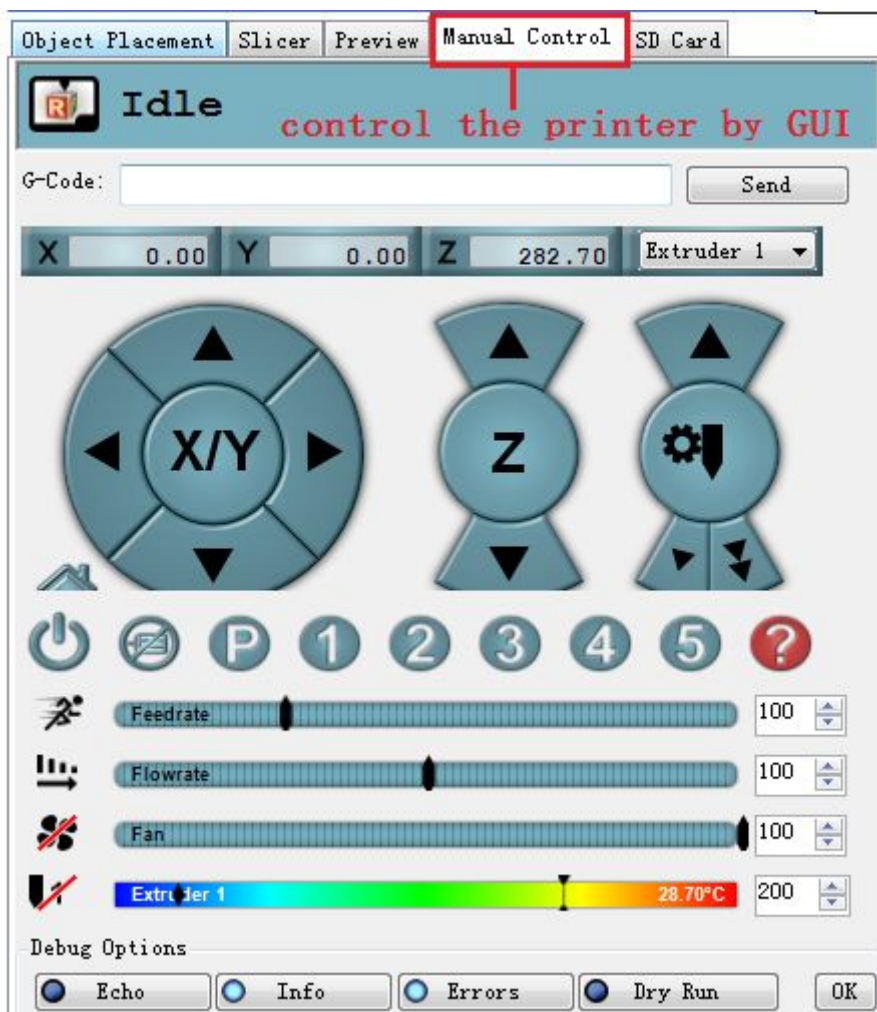 Object Placement Slicer Preview Manual Control SD Card
R Idle
control the printer by GUI
G-Code: Send
X 0.00 Y 0.00 Z 282.70 Extruder 1
X/Y Z
P 1 2 3 4 5 ?
Feedrate 100
Flowrate 100
Fan 100
1 Extruder 1 28.70°C 200
Debug Options
Echo Info Errors Dry Run OK